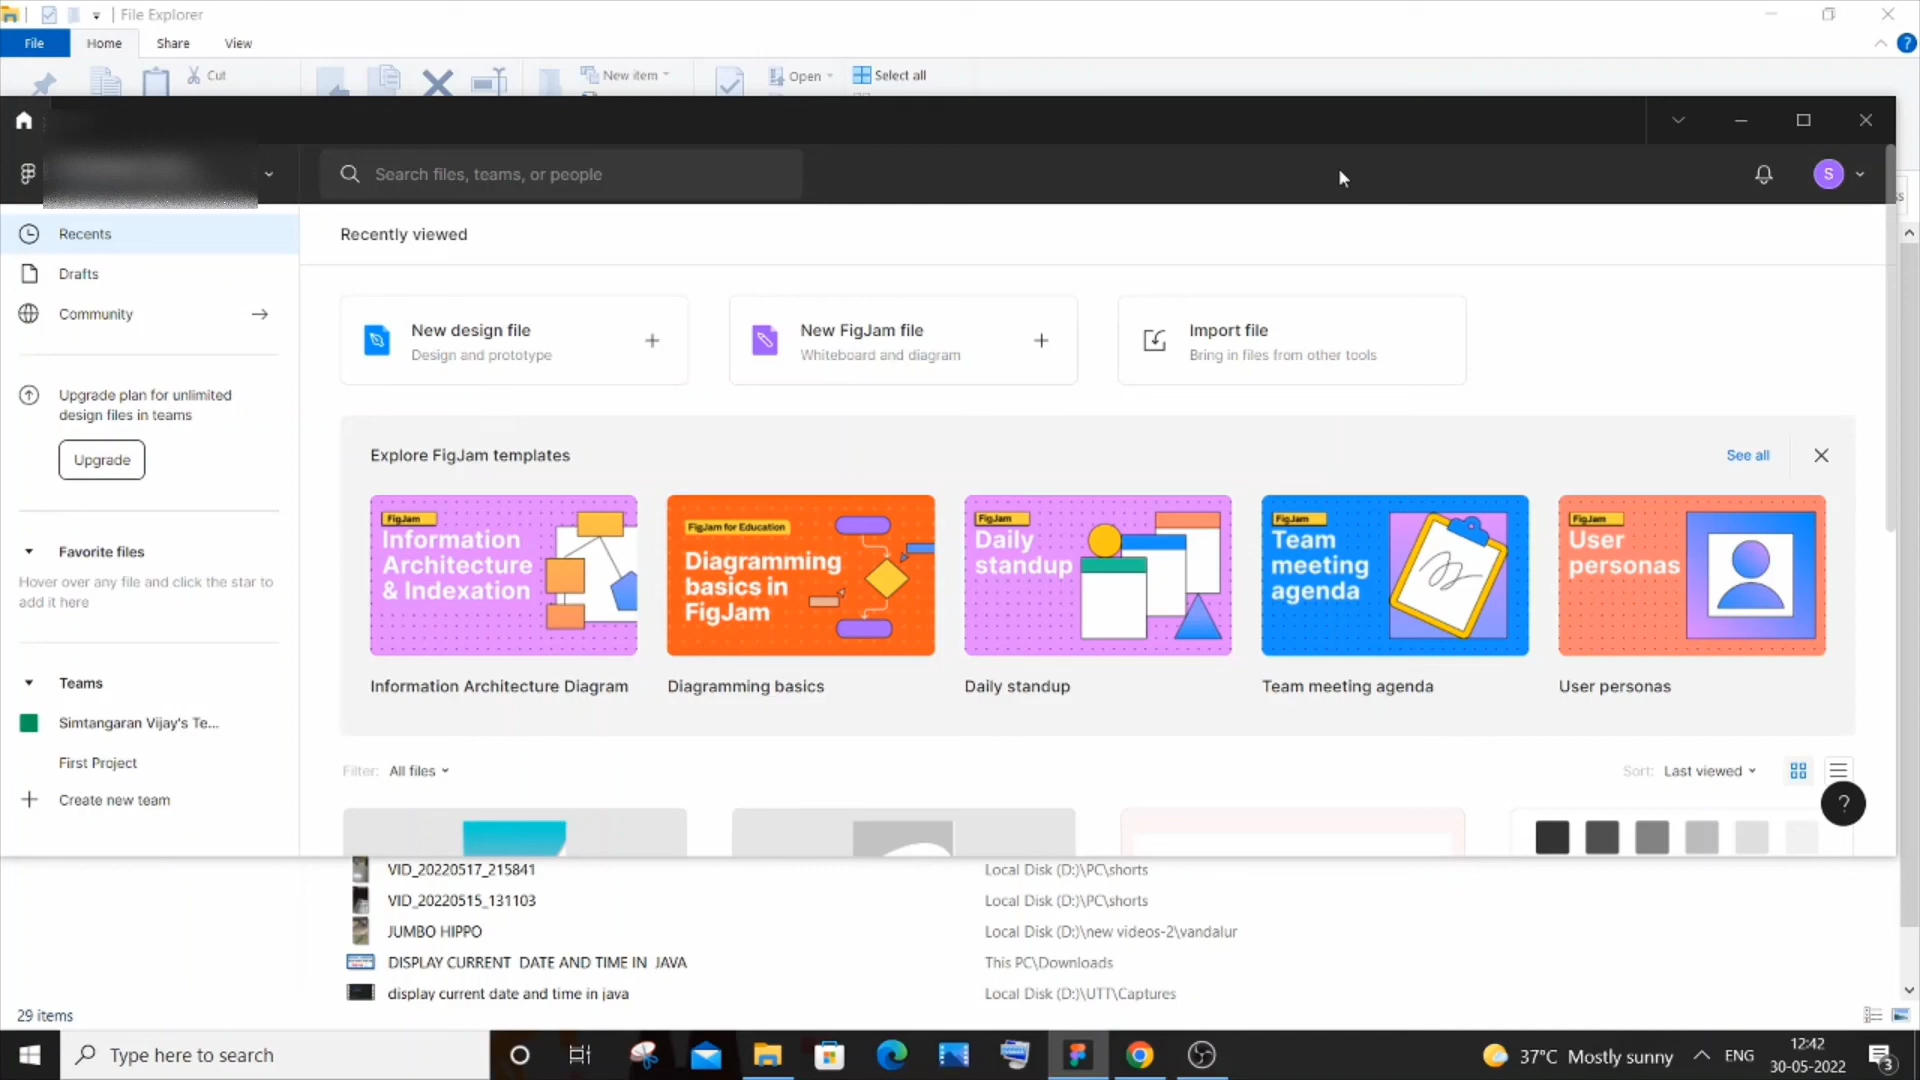 File Explorer
File
Home
Share
View
Cut
New item
Open
Select all
Search files, teams, or people
S
Recents
Recently viewed
Drafts
Community
New design file
Design and prototype
New FigJam file
Whiteboard and diagram
Import file
Bring in files from other tools
Upgrade plan for unlimited
design files in teams
Upgrade
Explore FigJam templates
See all
FigJam
Information
Architecture
& Indexation
FigJam for Education
Diagramming
basics in
FigJam
FigJam
Daily
standup
FigJam
Team
meeting
agenda
FigJam
User
personas
Favorite files
Hover over any file and click the star to
add it here
Information Architecture Diagram
Diagramming basics
Daily standup
Team meeting agenda
User personas
Teams
Simtangaran Vijay's Te...
First Project
Create new team
Filter: All files
Sort: Last viewed
?
VID_20220517_215841 Local Disk (D:)\PC\shorts
VID_20220515_131103 Local Disk (D:)\PC\shorts
JUMBO HIPPO Local Disk (D:)\new videos-2\vandalur
DISPLAY CURRENT DATE AND TIME IN JAVA This PC\Downloads
display current date and time in java Local Disk (D:)\UTT\Captures
29 items
Type here to search
37°C Mostly sunny
ENG
12:42
30-05-2022
3